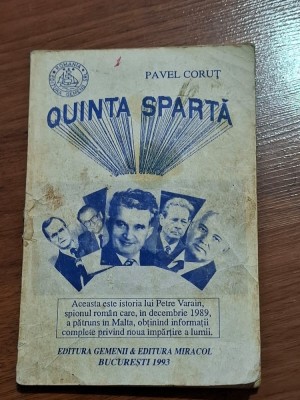 PAVEL CORUȚ
QUINTA SPARTĂ
Aceasta este istoria lui Petre Varain,
spionul român care, în decembrie 1989,
a pătruns în Malta, obținînd informații
complete privind noua împărțire a lumii.
EDITURA GEMENII & EDITURA MIRACOL
BUCUREȘTI 1993